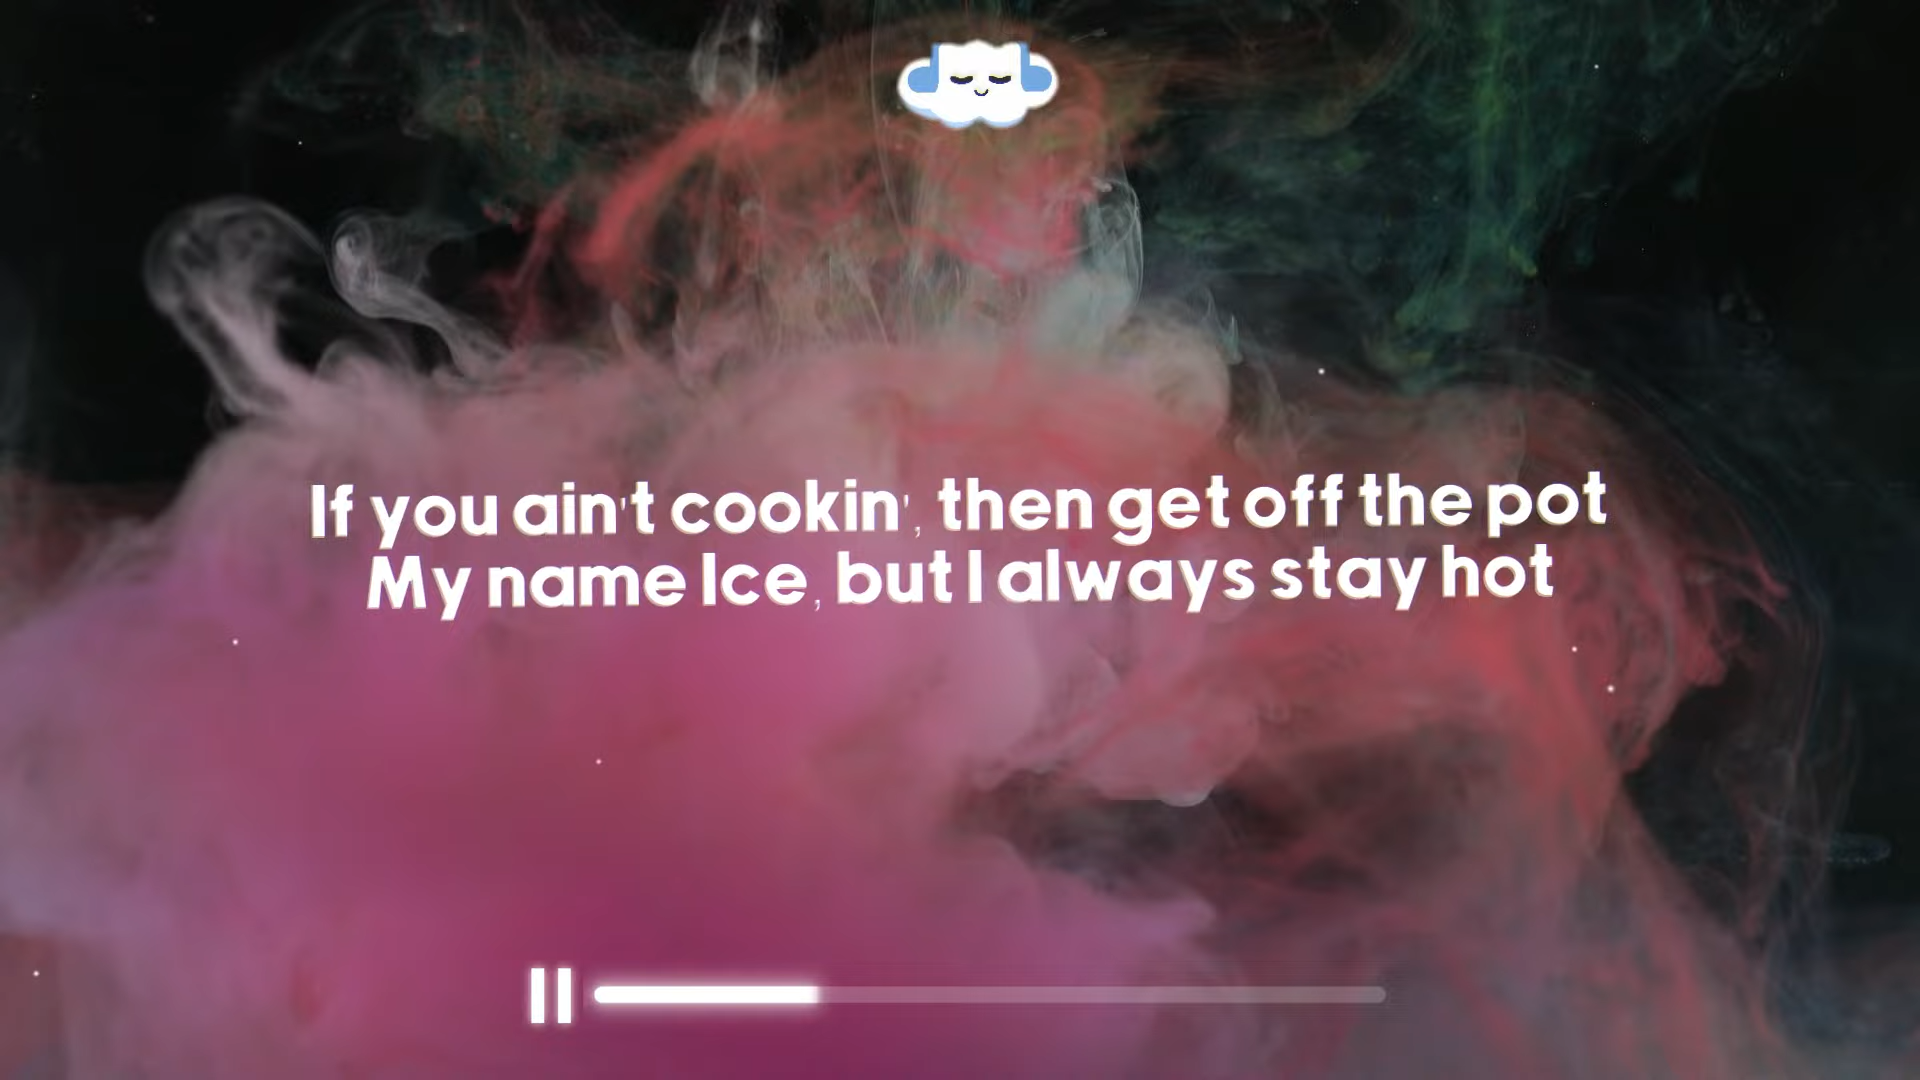 If you ain't cookin', then get off the pot
My name Ice, but I always stay hot